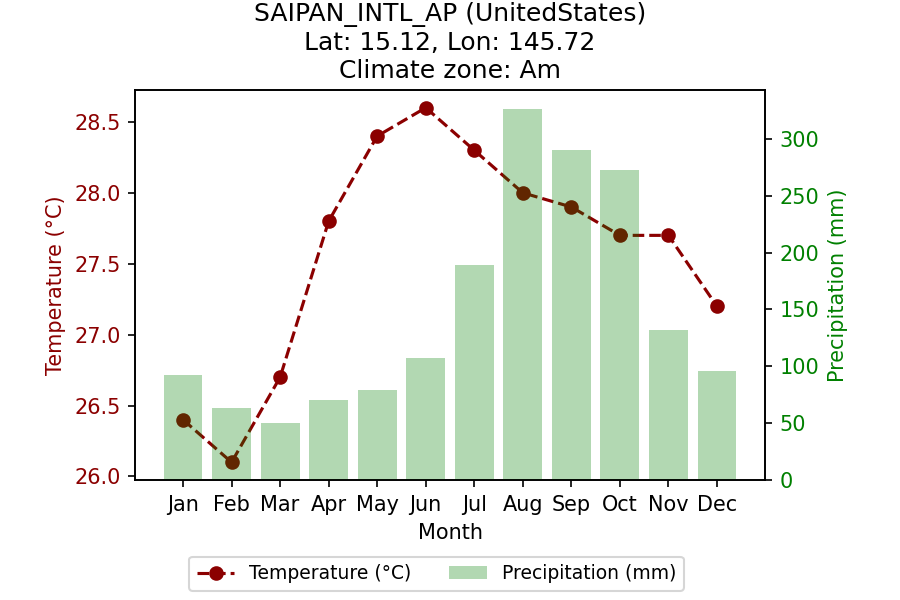 SAIPAN_INTL_AP (UnitedStates)
Lat: 15.12, Lon: 145.72
Climate zone: Am
Temperature (°C)
28.5
28.0
27.5
27.0
26.5
26.0
300
250
200
150
100
50
0
Precipitation (mm)
Jan Feb Mar Apr May Jun Jul Aug Sep Oct Nov Dec
Month
Temperature (°C) Precipitation (mm)